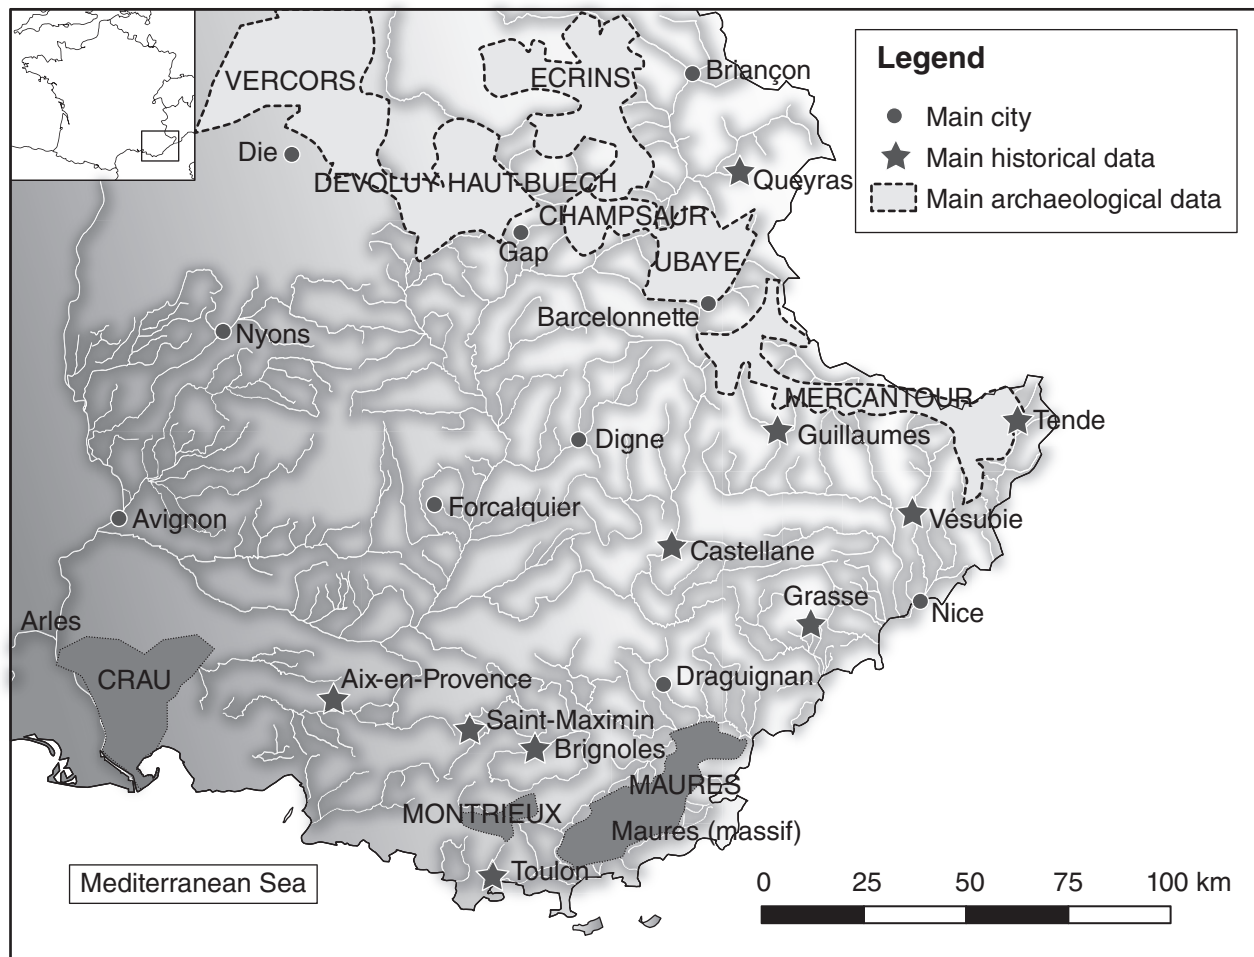 Legend
Main city
Main historical data
Main archaeological data
VERCORS
ECRINS
Briançon
Die
DEVOLUY-HAUT-BUECH
Queyras
CHAMPSAUR
Gap
UBAYE
Barcelonnette
Nyons
MERCANTOUR
Tende
Guillaumes
Digne
Forcalquier
Avignon
Vésubie
Castellane
Grasse
Nice
Arles
CRAU
Aix-en-Provence
Draguignan
Saint-Maximin
Brignoles
MAURES
MONTRIEUX
Maures (massif)
Toulon
Mediterranean Sea
0 25 50 75 100 km